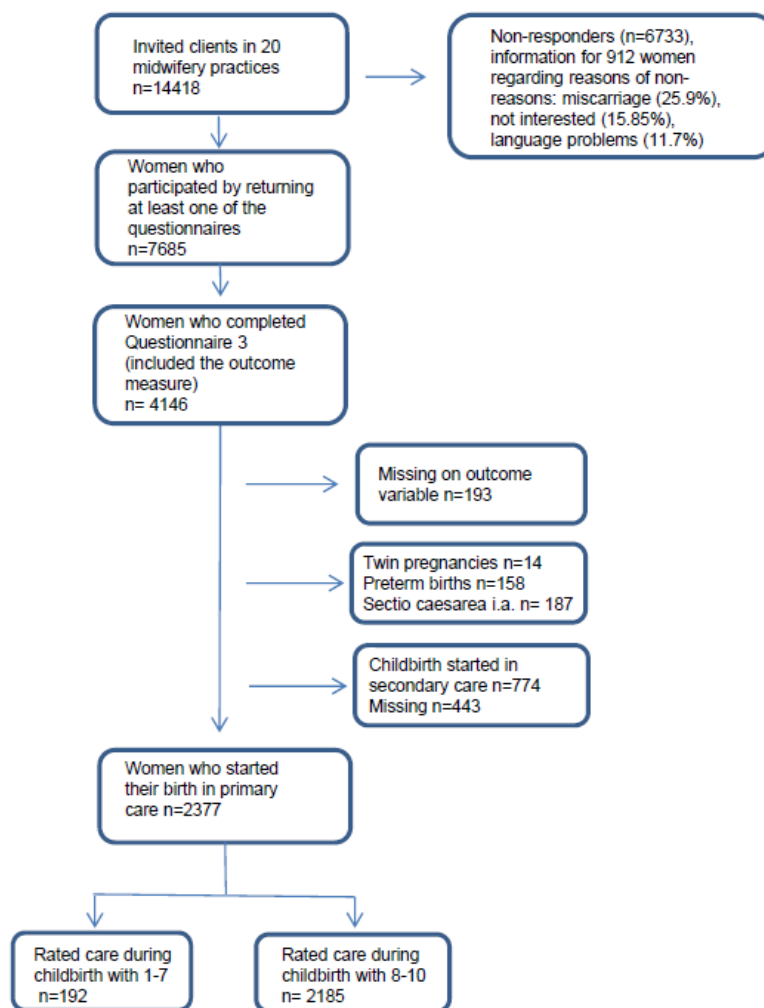 Invited clients in 20
midwifery practices
n=14418
Non-responders (n=6733),
information for 912 women
regarding reasons of non-
reasons: miscarriage (25.9%),
not interested (15.85%),
language problems (11.7%)
Women who
participated by returning
at least one of the
questionnaires
n=7685
Women who completed
Questionnaire 3
(included the outcome
measure)
n= 4146
Missing on outcome
variable n=193
Twin pregnancies n=14
Preterm births n=158
Sectio caesarea i.a. n= 187
Childbirth started in
secondary care n=774
Missing n=443
Women who started
their birth in primary
care n=2377
Rated care during
childbirth with 1-7
n=192
Rated care during
childbirth with 8-10
n= 2185